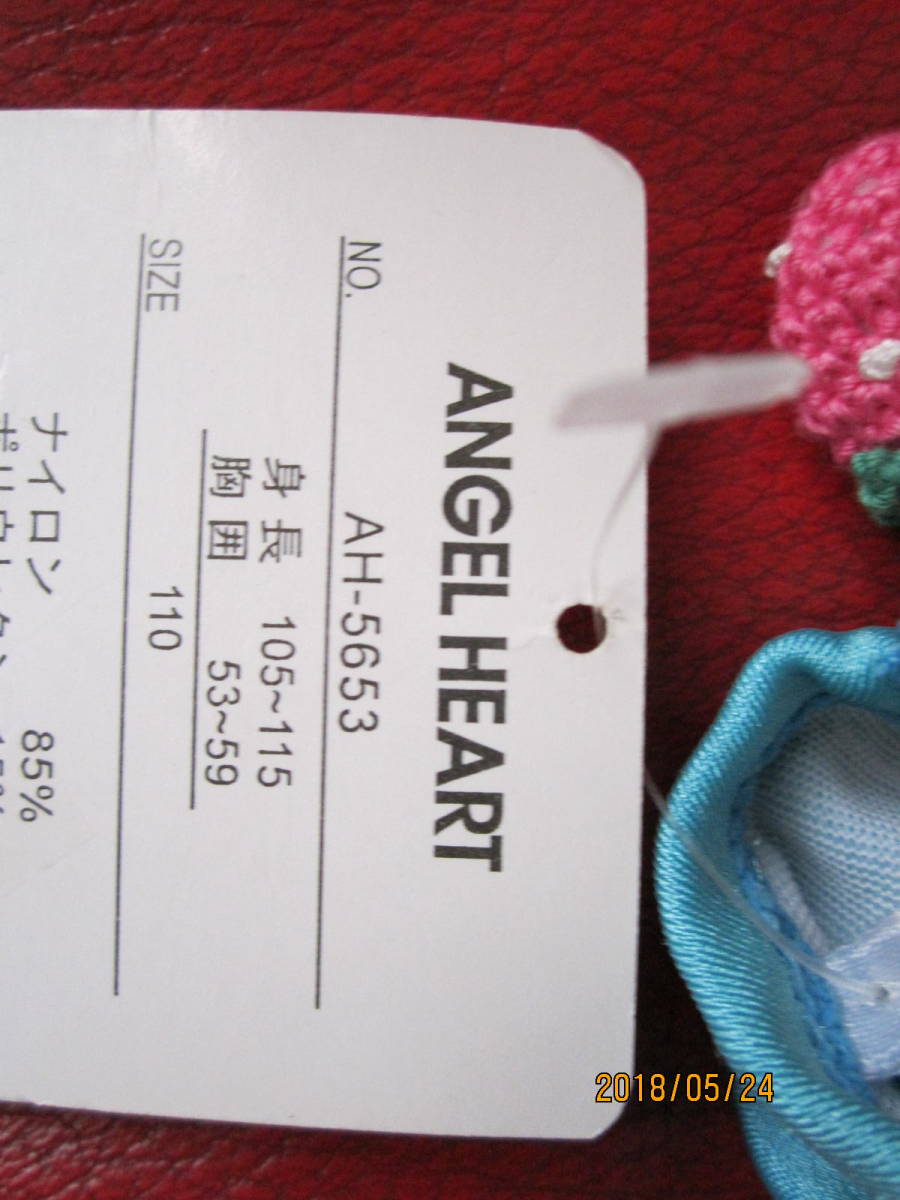 ANGEL HEART
NO. AH-5653
身長 105~115
胸囲 53~59
SIZE 110
ナイロン 85%
2018/05/24